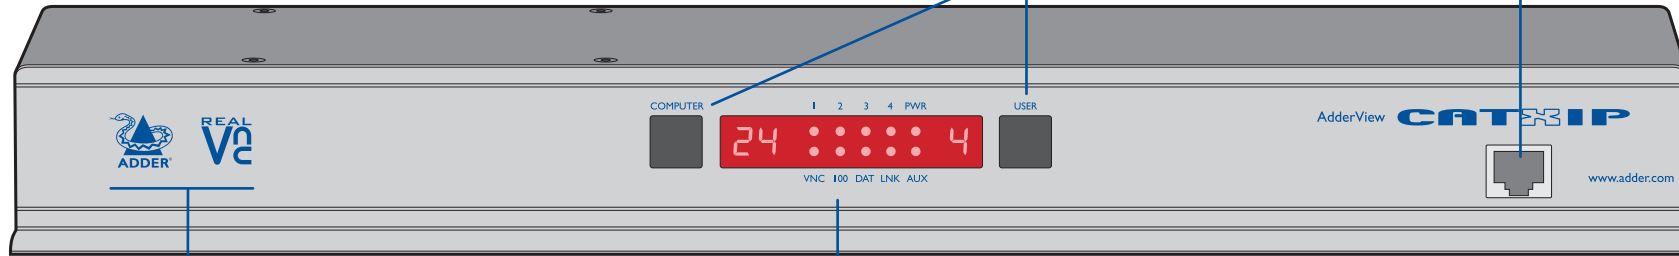 COMPUTER
1 2 3 4 PWR
USER
24
4
VNC 100 DAT LNK AUX
ADDER®
REAL
VNC
AdderView CATXIP
www.adder.com